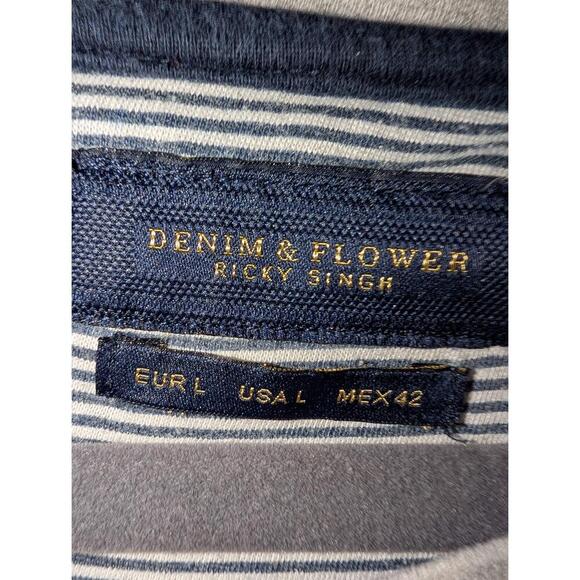 DENIM & FLOWER
RICKY SINGH
EUR L USA L MEX 42